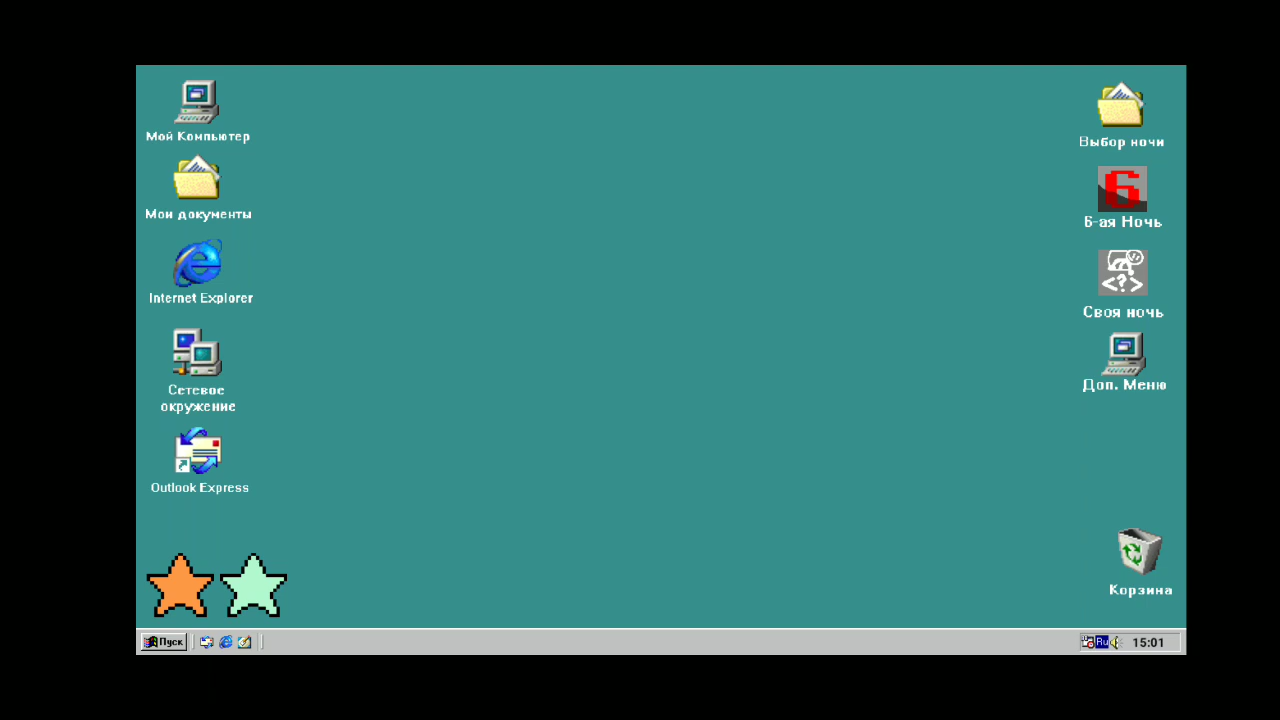 Мой Компьютер
Мои документы
Internet Explorer
Сетевое
окружение
Outlook Express
Выбор ночи
6
6-ая Ночь
<?>
Своя ночь
Доп. Меню
Корзина
Пуск
Ru
15:01